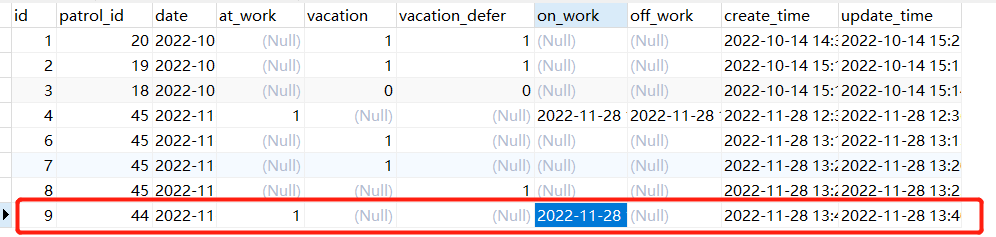 id patrol_id date at_work vacation vacation_defer on_work off_work create_time update_time
1 20 2022-10 (Null) 1 1 (Null) (Null) 2022-10-14 14: 2022-10-14 15:2
2 19 2022-10 (Null) 1 1 (Null) (Null) 2022-10-14 15: 2022-10-14 15:1
3 18 2022-10 (Null) 0 0 (Null) (Null) 2022-10-14 15: 2022-10-14 15:1
4 45 2022-11 1 (Null) (Null) 2022-11-28 2022-11-28 2022-11-28 12: 2022-11-28 12:3
6 45 2022-11 (Null) 1 (Null) (Null) (Null) 2022-11-28 13: 2022-11-28 13:1
7 45 2022-11 (Null) 1 (Null) (Null) (Null) 2022-11-28 13:2 2022-11-28 13:2
8 45 2022-11 (Null) (Null) 1 (Null) (Null) 2022-11-28 13:2 2022-11-28 13:2
9 44 2022-11 1 (Null) (Null) 2022-11-28 (Null) 2022-11-28 13:4 2022-11-28 13:4